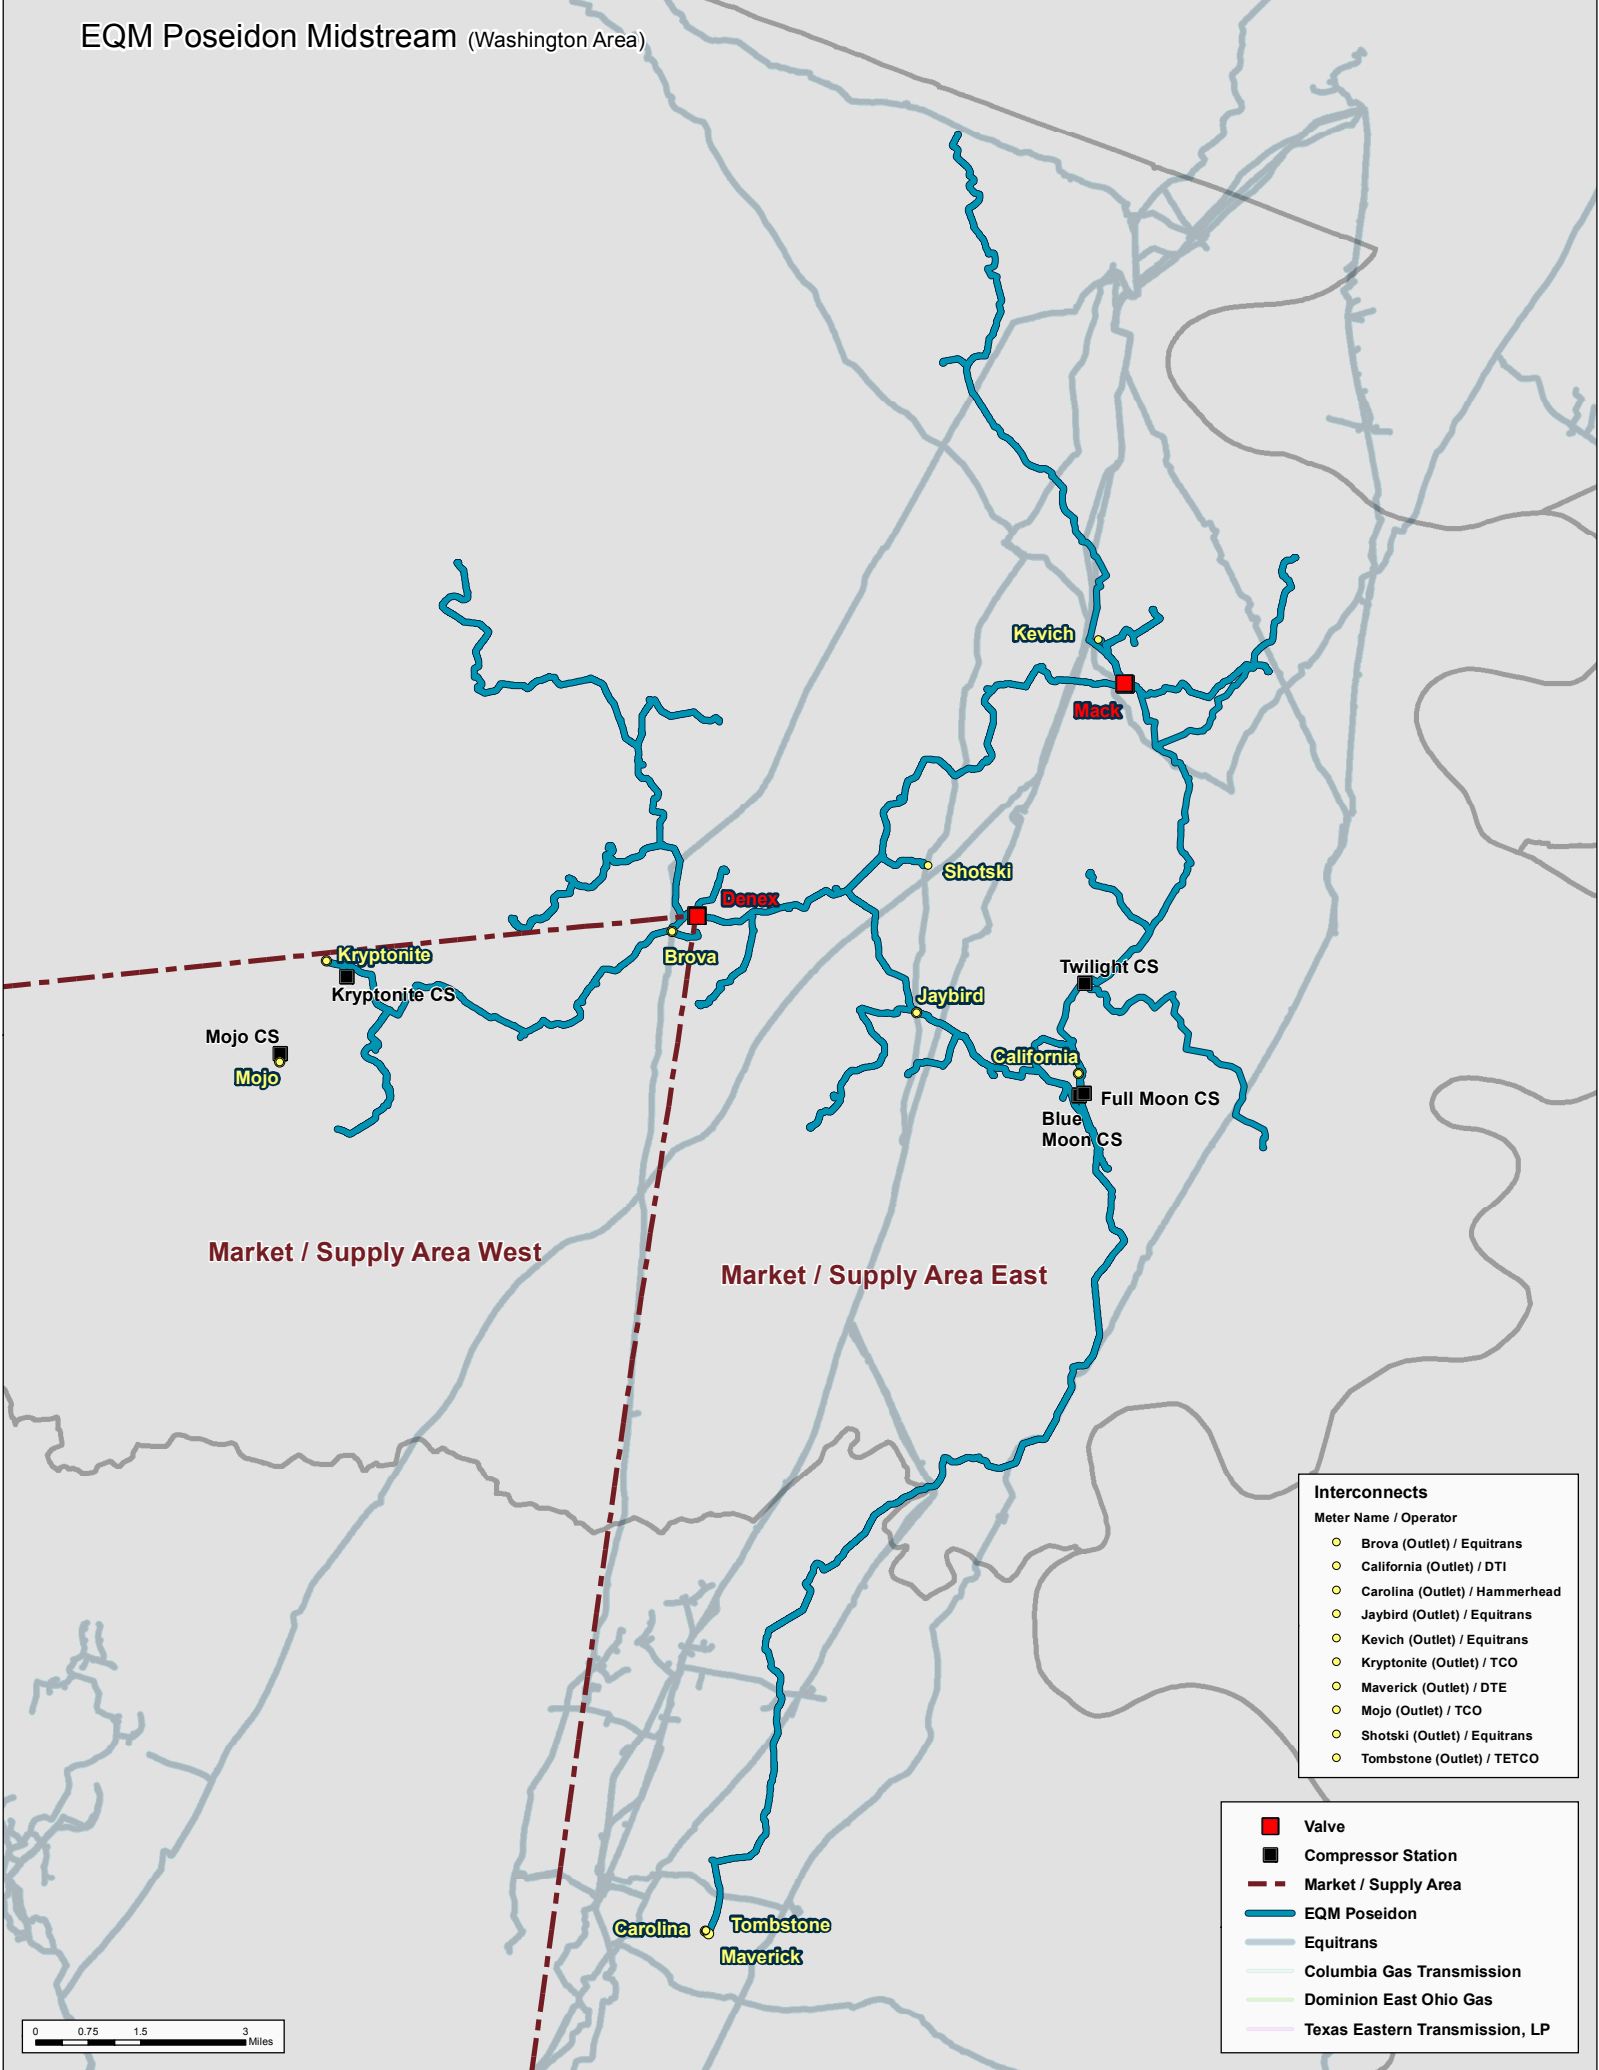 EQM Poseidon Midstream (Washington Area)
Kevich
Mack
Shotski
Denex
Brova
Kryptonite
Kryptonite CS
Twilight CS
Jaybird
Mojo CS
Mojo
California
Full Moon CS
Blue
Moon CS
Market / Supply Area West
Market / Supply Area East
Carolina
Tombstone
Maverick
Interconnects
Meter Name / Operator
Brova (Outlet) / Equitrans
California (Outlet) / DTI
Carolina (Outlet) / Hammerhead
Jaybird (Outlet) / Equitrans
Kevich (Outlet) / Equitrans
Kryptonite (Outlet) / TCO
Maverick (Outlet) / DTE
Mojo (Outlet) / TCO
Shotski (Outlet) / Equitrans
Tombstone (Outlet) / TETCO
Valve
Compressor Station
Market / Supply Area
EQM Poseidon
Equitrans
Columbia Gas Transmission
Dominion East Ohio Gas
Texas Eastern Transmission, LP
0 0.75 1.5 3
Miles